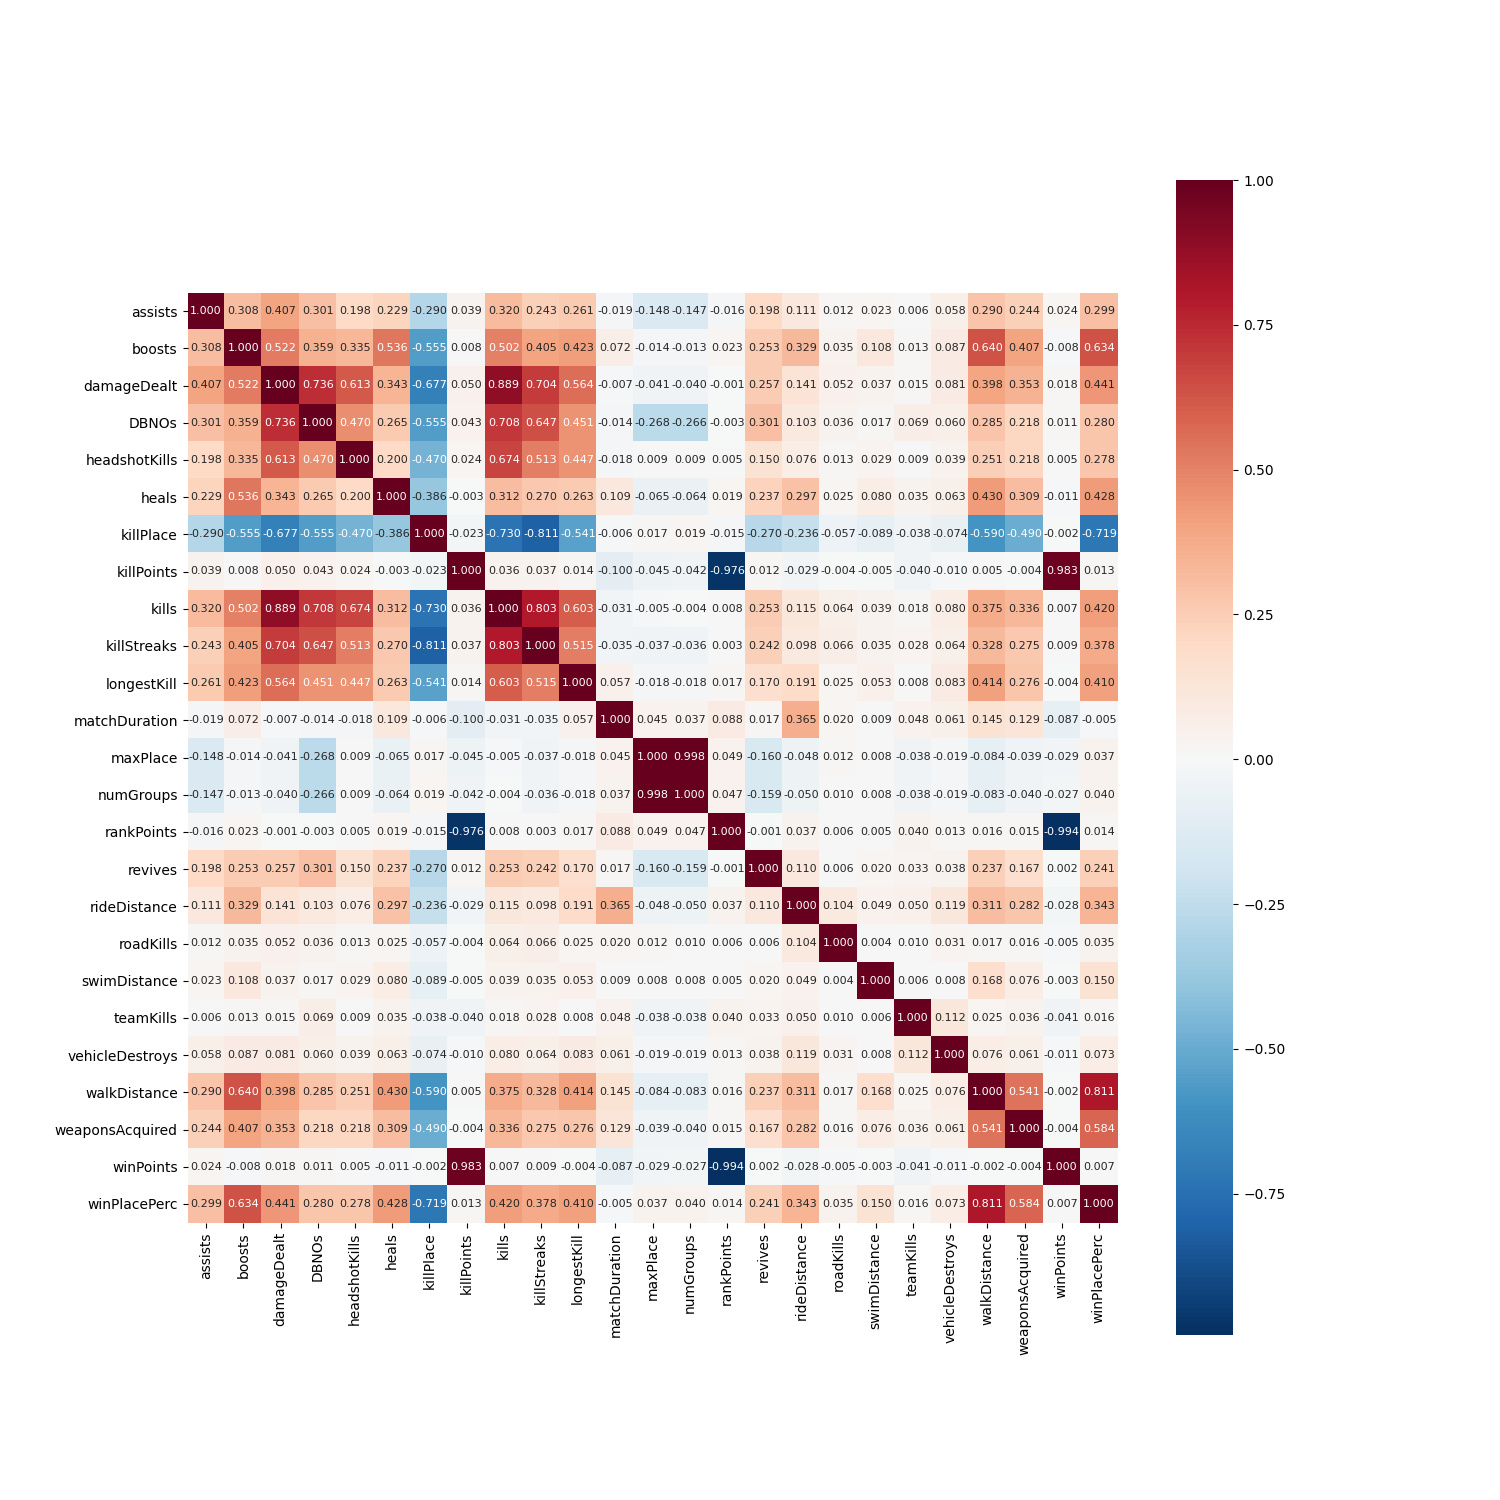 1.00
assists 1.000 0.308 0.407 0.301 0.198 0.229 -0.290 0.039 0.320 0.243 0.261 -0.019 -0.148 -0.147 -0.016 0.198 0.111 0.012 0.023 0.006 0.058 0.290 0.244 0.024 0.299
boosts 0.308 1.000 0.522 0.359 0.335 0.536 -0.555 0.008 0.502 0.405 0.423 0.072 -0.014 -0.013 0.023 0.253 0.329 0.035 0.108 0.013 0.087 0.640 0.407 -0.008 0.634
0.75
damageDealt 0.407 0.522 1.000 0.736 0.613 0.343 -0.677 0.050 0.889 0.704 0.564 -0.007 -0.041 -0.040 -0.001 0.257 0.141 0.052 0.037 0.015 0.081 0.398 0.353 0.018 0.441
DBNOs 0.301 0.359 0.736 1.000 0.470 0.265 -0.555 0.043 0.708 0.647 0.451 -0.014 -0.268 -0.266 -0.003 0.301 0.103 0.036 0.017 0.069 0.060 0.285 0.218 0.011 0.280
headshotKills 0.198 0.335 0.613 0.470 1.000 0.200 -0.470 0.024 0.674 0.513 0.447 -0.018 0.009 0.009 0.005 0.150 0.076 0.013 0.029 0.009 0.039 0.251 0.218 0.005 0.278
0.50
heals 0.229 0.536 0.343 0.265 0.200 1.000 -0.386 -0.003 0.312 0.270 0.263 0.109 -0.065 -0.064 0.019 0.237 0.297 0.025 0.080 0.035 0.063 0.430 0.309 -0.011 0.428
killPlace -0.290 -0.555 -0.677 -0.555 -0.470 -0.386 1.000 -0.023 -0.730 -0.811 -0.541 -0.006 0.017 0.019 -0.015 -0.270 -0.236 -0.057 -0.089 -0.038 -0.074 -0.590 -0.490 -0.002 -0.719
killPoints 0.039 0.008 0.050 0.043 0.024 -0.003 -0.023 1.000 0.036 0.037 0.014 -0.100 -0.045 -0.042 -0.976 0.012 -0.029 -0.004 -0.005 -0.040 -0.010 0.005 -0.004 0.983 0.013
kills 0.320 0.502 0.889 0.708 0.674 0.312 -0.730 0.036 1.000 0.803 0.603 -0.031 -0.005 -0.004 0.008 0.253 0.115 0.064 0.039 0.018 0.080 0.375 0.336 0.007 0.420
0.25
killStreaks 0.243 0.405 0.704 0.647 0.513 0.270 -0.811 0.037 0.803 1.000 0.515 -0.035 -0.037 -0.036 0.003 0.242 0.098 0.066 0.035 0.028 0.064 0.328 0.275 0.009 0.378
longestKill 0.261 0.423 0.564 0.451 0.447 0.263 -0.541 0.014 0.603 0.515 1.000 0.057 -0.018 -0.018 0.017 0.170 0.191 0.025 0.053 0.008 0.083 0.414 0.276 -0.004 0.410
matchDuration -0.019 0.072 -0.007 -0.014 -0.018 0.109 -0.006 -0.100 -0.031 -0.035 0.057 1.000 0.045 0.037 0.088 0.017 0.365 0.020 0.009 0.048 0.061 0.145 0.129 -0.087 -0.005
maxPlace -0.148 -0.014 -0.041 -0.268 0.009 -0.065 0.017 -0.045 -0.005 -0.037 -0.018 0.045 1.000 0.998 0.049 -0.160 -0.048 0.012 0.008 -0.038 -0.019 -0.084 -0.039 -0.029 0.037
0.00
numGroups -0.147 -0.013 -0.040 -0.266 0.009 -0.064 0.019 -0.042 -0.004 -0.036 -0.018 0.037 0.998 1.000 0.047 -0.159 -0.050 0.010 0.008 -0.038 -0.019 -0.083 -0.040 -0.027 0.040
rankPoints -0.016 0.023 -0.001 -0.003 0.005 0.019 -0.015 -0.976 0.008 0.003 0.017 0.088 0.049 0.047 1.000 -0.001 0.037 0.006 0.005 0.040 0.013 0.016 0.015 -0.994 0.014
revives 0.198 0.253 0.257 0.301 0.150 0.237 -0.270 0.012 0.253 0.242 0.170 0.017 -0.160 -0.159 -0.001 1.000 0.110 0.006 0.020 0.033 0.038 0.237 0.167 0.002 0.241
−0.25
rideDistance 0.111 0.329 0.141 0.103 0.076 0.297 -0.236 -0.029 0.115 0.098 0.191 0.365 -0.048 -0.050 0.037 0.110 1.000 0.104 0.049 0.050 0.119 0.311 0.282 -0.028 0.343
roadKills 0.012 0.035 0.052 0.036 0.013 0.025 -0.057 -0.004 0.064 0.066 0.025 0.020 0.012 0.010 0.006 0.006 0.104 1.000 0.004 0.010 0.031 0.017 0.016 -0.005 0.035
swimDistance 0.023 0.108 0.037 0.017 0.029 0.080 -0.089 -0.005 0.039 0.035 0.053 0.009 0.008 0.008 0.005 0.020 0.049 0.004 1.000 0.006 0.008 0.168 0.076 -0.003 0.150
teamKills 0.006 0.013 0.015 0.069 0.009 0.035 -0.038 -0.040 0.018 0.028 0.008 0.048 -0.038 -0.038 0.040 0.033 0.050 0.010 0.006 1.000 0.112 0.025 0.036 -0.041 0.016
−0.50
vehicleDestroys 0.058 0.087 0.081 0.060 0.039 0.063 -0.074 -0.010 0.080 0.064 0.083 0.061 -0.019 -0.019 0.013 0.038 0.119 0.031 0.008 0.112 1.000 0.076 0.061 -0.011 0.073
walkDistance 0.290 0.640 0.398 0.285 0.251 0.430 -0.590 0.005 0.375 0.328 0.414 0.145 -0.084 -0.083 0.016 0.237 0.311 0.017 0.168 0.025 0.076 1.000 0.541 -0.002 0.811
weaponsAcquired 0.244 0.407 0.353 0.218 0.218 0.309 -0.490 -0.004 0.336 0.275 0.276 0.129 -0.039 -0.040 0.015 0.167 0.282 0.016 0.076 0.036 0.061 0.541 1.000 -0.004 0.584
winPoints 0.024 -0.008 0.018 0.011 0.005 -0.011 -0.002 0.983 0.007 0.009 -0.004 -0.087 -0.029 -0.027 -0.994 0.002 -0.028 -0.005 -0.003 -0.041 -0.011 -0.002 -0.004 1.000 0.007
−0.75
winPlacePerc 0.299 0.634 0.441 0.280 0.278 0.428 -0.719 0.013 0.420 0.378 0.410 -0.005 0.037 0.040 0.014 0.241 0.343 0.035 0.150 0.016 0.073 0.811 0.584 0.007 1.000
assists
boosts
damageDealt
DBNOs
headshotKills
heals
killPlace
killPoints
kills
killStreaks
longestKill
matchDuration
maxPlace
numGroups
rankPoints
revives
rideDistance
roadKills
swimDistance
teamKills
vehicleDestroys
walkDistance
weaponsAcquired
winPoints
winPlacePerc